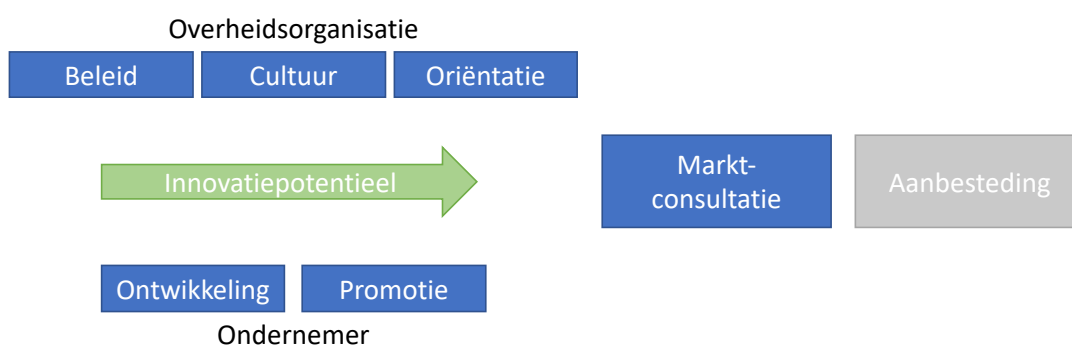 Overheidsorganisatie
Beleid
Cultuur
Oriëntatie
Innovatiepotentieel
Markt-
consultatie
Aanbesteding
Ontwikkeling
Promotie
Ondernemer